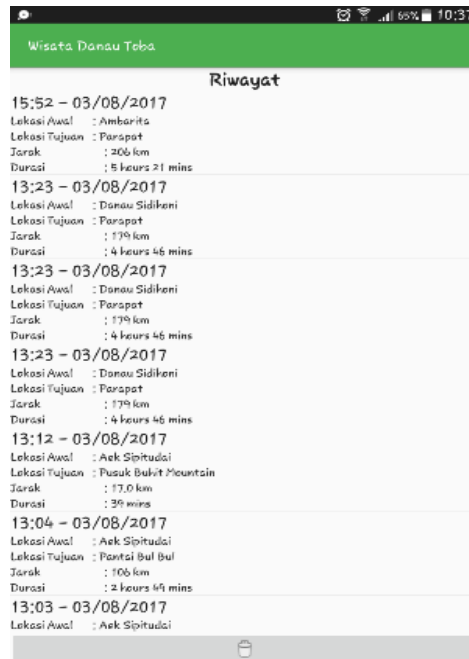 65% 10:37
Wisata Danau Toba
Riwayat
15:52 - 03/08/2017
Lokasi Awal : Ambarita
Lokasi Tujuan : Parapat
Jarak : 206 km
Durasi : 5 hours 21 mins
13:23 - 03/08/2017
Lokasi Awal : Danau Sidihoni
Lokasi Tujuan : Parapat
Jarak : 179 km
Durasi : 4 hours 46 mins
13:23 - 03/08/2017
Lokasi Awal : Danau Sidihoni
Lokasi Tujuan : Parapat
Jarak : 179 km
Durasi : 4 hours 46 mins
13:23 - 03/08/2017
Lokasi Awal : Danau Sidihoni
Lokasi Tujuan : Parapat
Jarak : 179 km
Durasi : 4 hours 46 mins
13:12 - 03/08/2017
Lokasi Awal : Aek Sipitudai
Lokasi Tujuan : Pusuk Buhit Mountain
Jarak : 17.0 km
Durasi : 39 mins
13:04 - 03/08/2017
Lokasi Awal : Aek Sipitudai
Lokasi Tujuan : Pantai Bul Bul
Jarak : 106 km
Durasi : 2 hours 49 mins
13:03 - 03/08/2017
Lokasi Awal : Aek Sipitudai